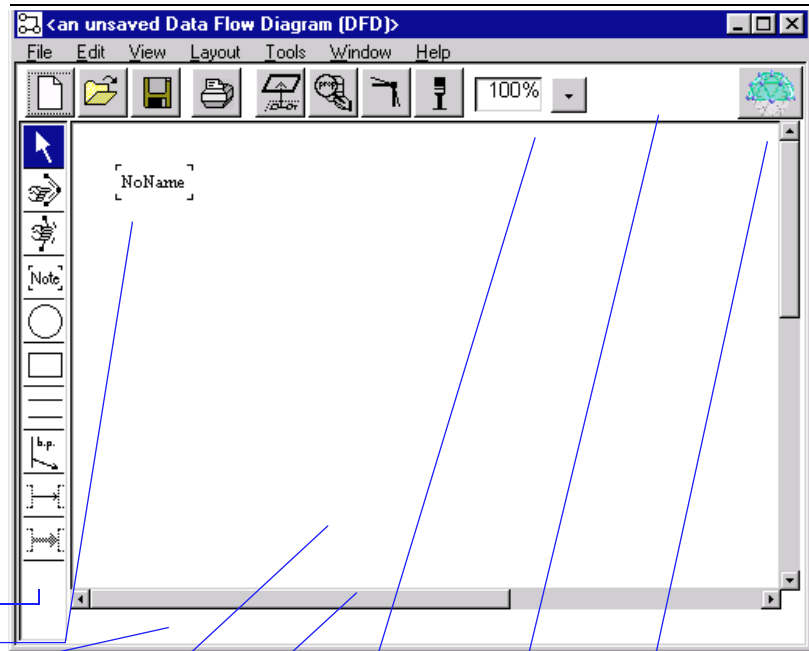 <an unsaved Data Flow Diagram (DFD)>
File Edit View Layout Tools Window Help
100%
NoName
Note
b.p.